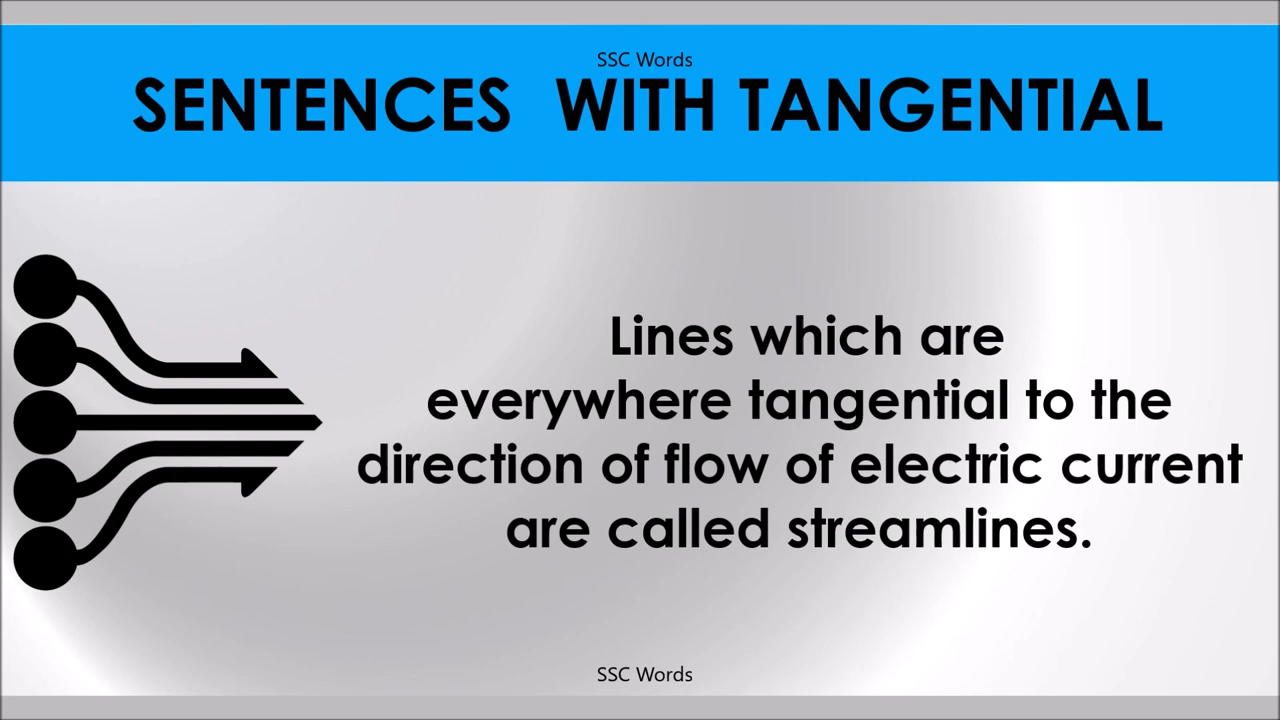 SSC Words
SENTENCES WITH TANGENTIAL
Lines which are
everywhere tangential to the
direction of flow of electric current
are called streamlines.
SSC Words